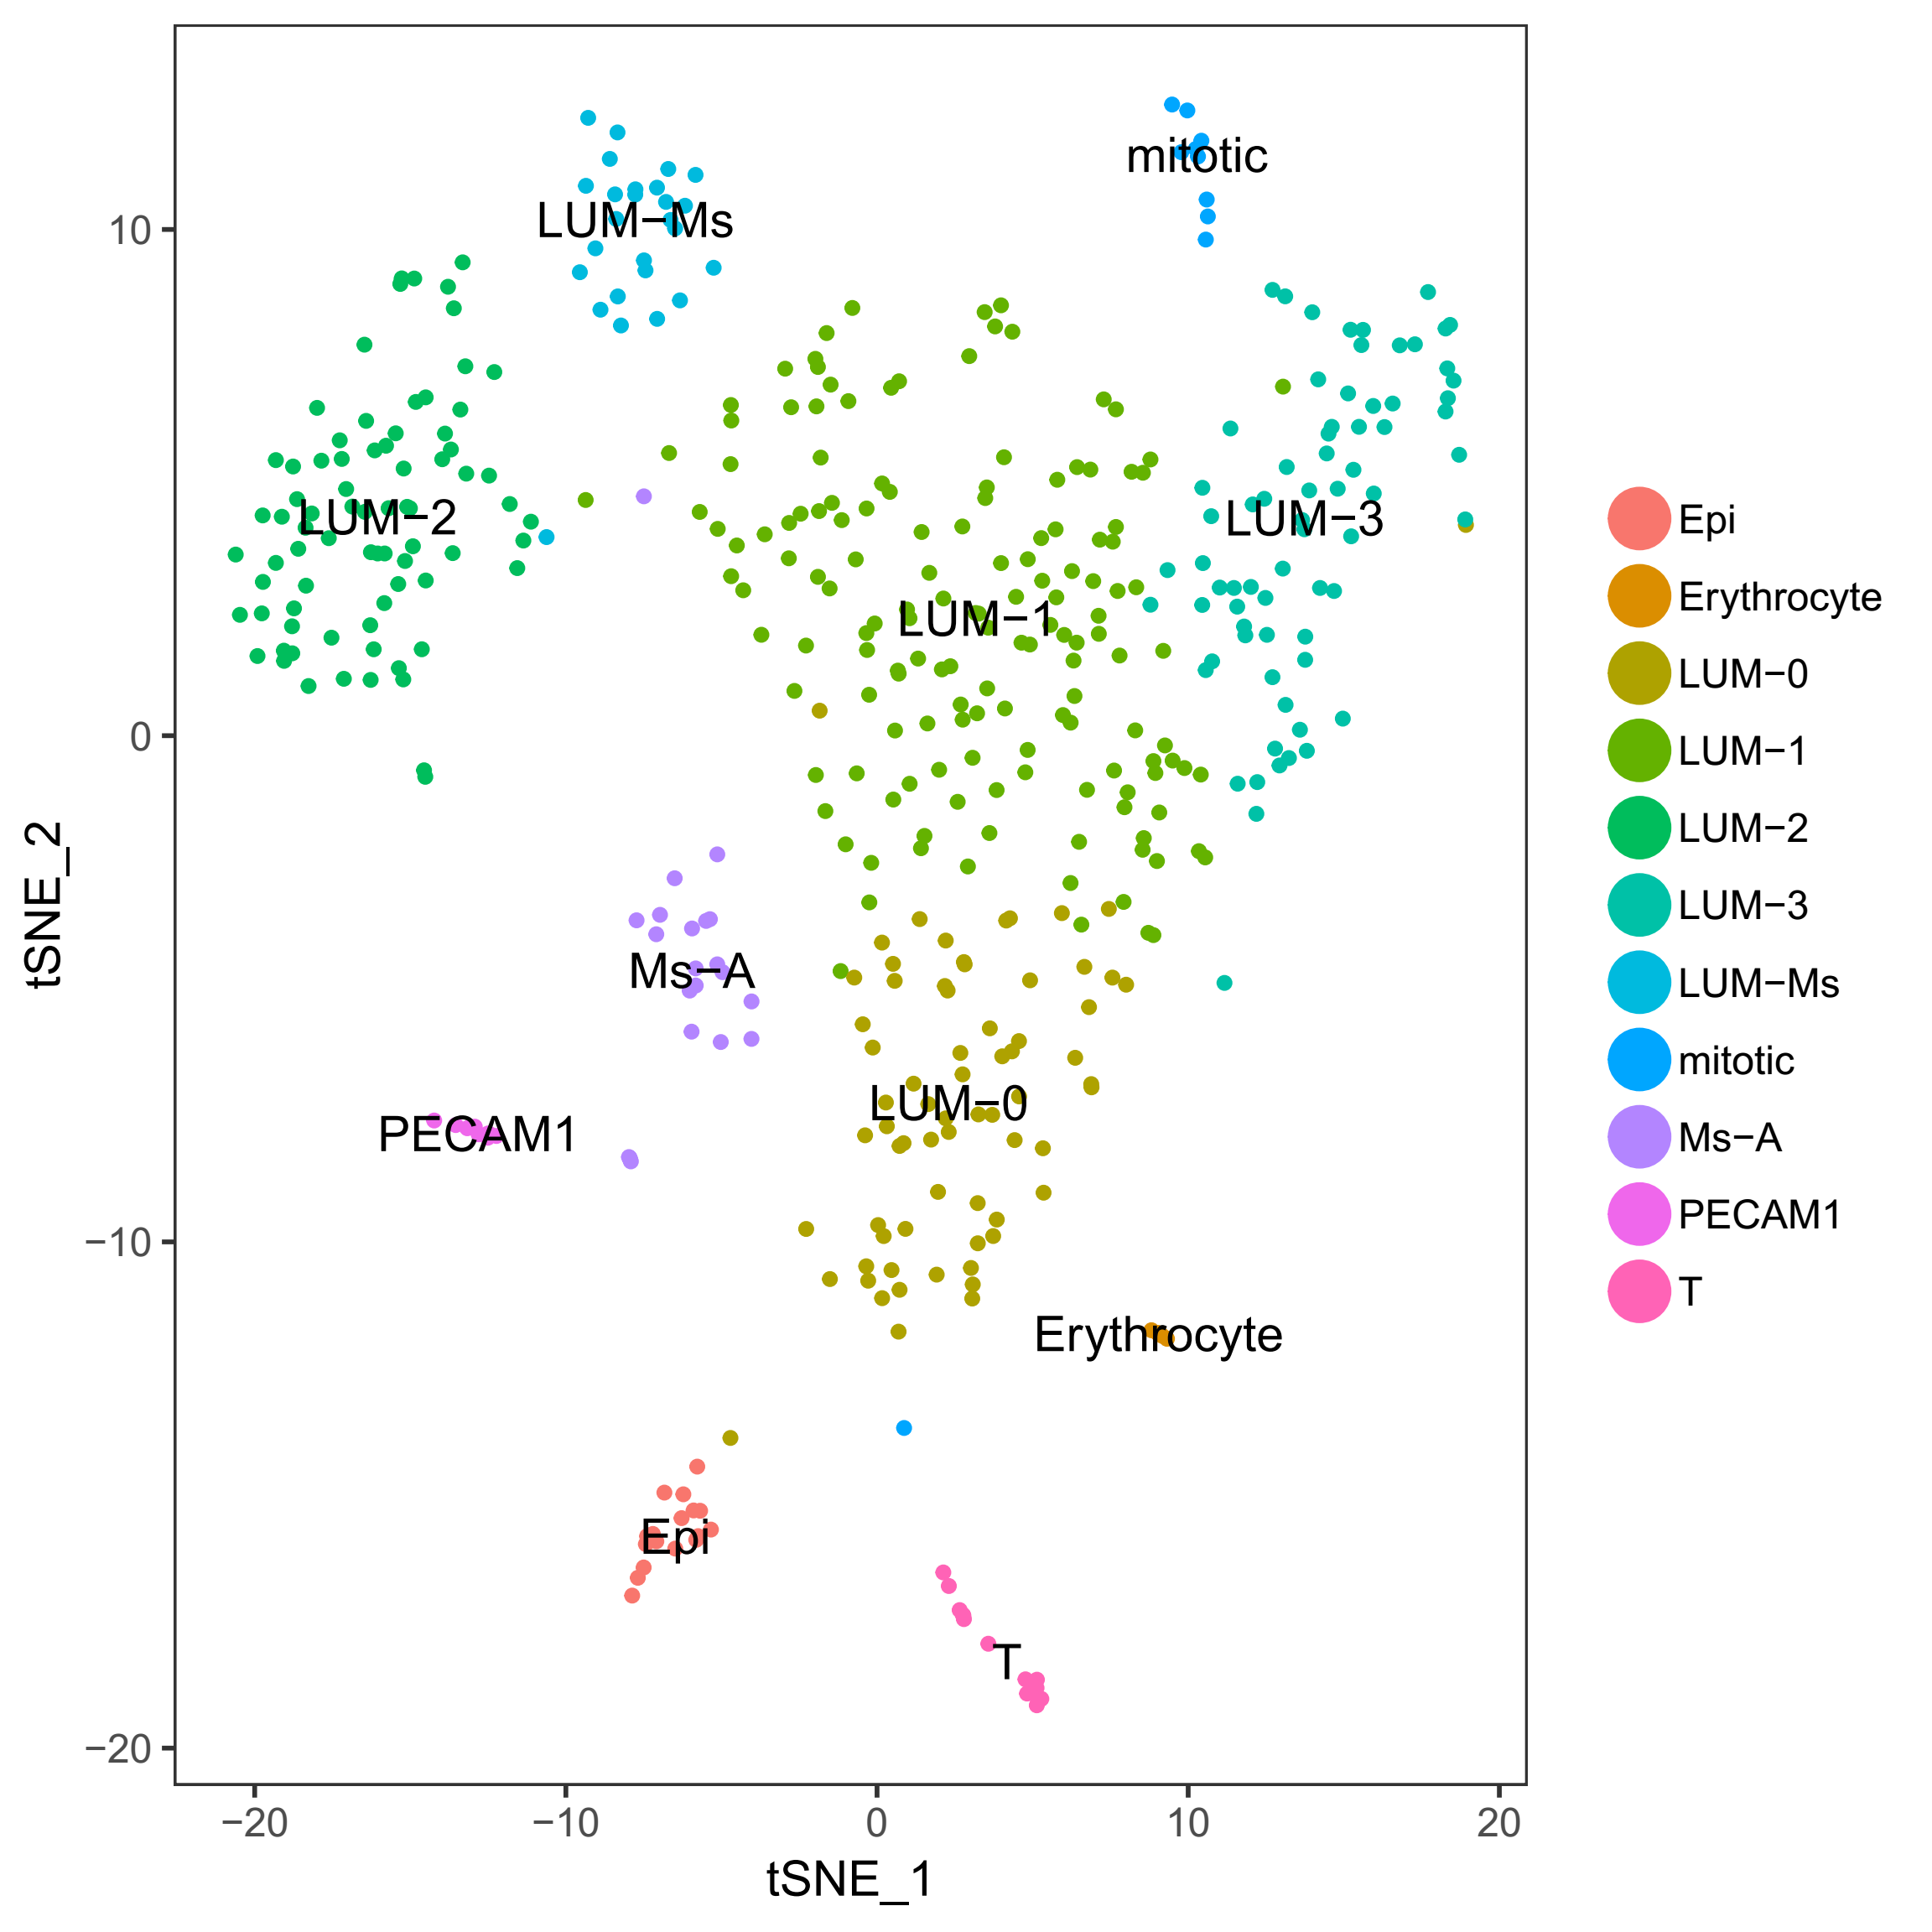 mitotic
LUM−Ms
10
LUM−2
LUM−3
Epi
Erythrocyte
LUM−1
LUM−0
0
LUM−1
LUM−2
tSNE_2
LUM−3
Ms−A
LUM−Ms
mitotic
LUM−0
PECAM1
Ms−A
PECAM1
−10
T
Erythrocyte
Epi
T
−20
−20
−10
0
10
20
tSNE_1